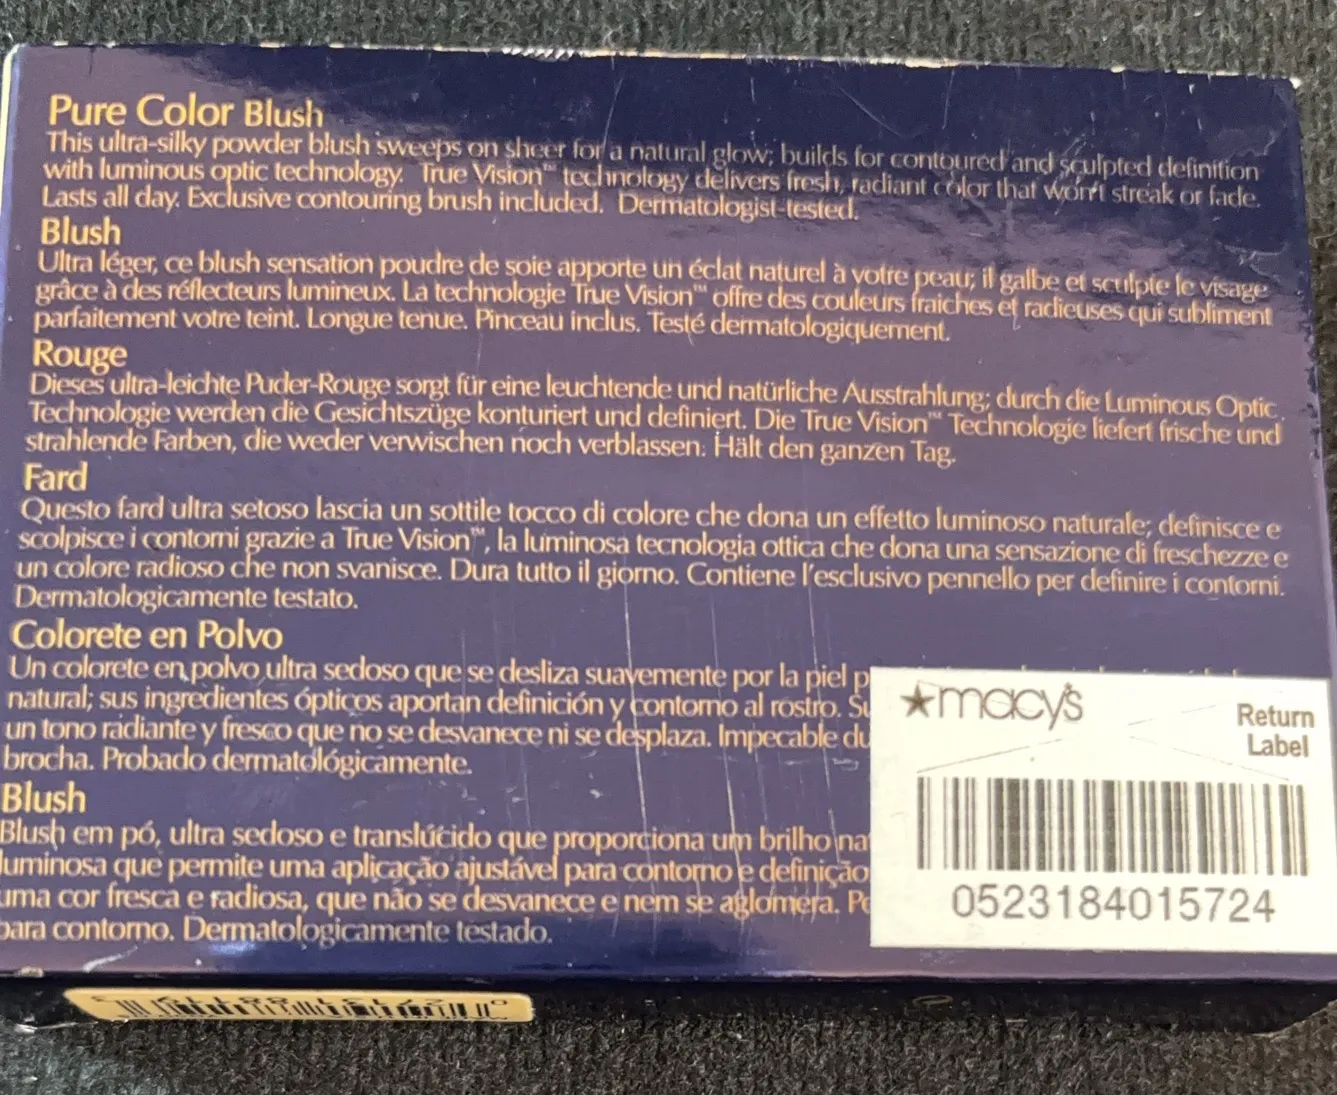 Pure Color Blush
This ultra-silky powder blush sweeps on sheer for a natural glow; builds for contoured and sculpted definition
with luminous optic technology. True Vision™ technology delivers fresh, radiant color that won't streak or fade.
Lasts all day. Exclusive contouring brush included. Dermatologist-tested.
Blush
Ultra léger, ce blush sensation poudre de soie apporte un éclat naturel à votre peau; il galbe et sculpte le visage
grâce à des réflecteurs lumineux. La technologie True Vision™ offre des couleurs fraiches et radieuses qui subliment
parfaitement votre teint. Longue tenue. Pinceau inclus. Testé dermatologiquement.
Rouge
Dieses ultra-leichte Puder-Rouge sorgt für eine leuchtende und natürliche Ausstrahlung; durch die Luminous Optic
Technologie werden die Gesichtszüge konturiert und definiert. Die True Vision™ Technologie liefert frische und
strahlende Farben, die weder verwischen noch verblassen. Hält den ganzen Tag.
Fard
Questo fard ultra setoso lascia un sottile tocco di colore che dona un effetto luminoso naturale; definisce e
scolpisce i contorni grazie a True Vision™, la luminosa tecnologia ottica che dona una sensazione di freschezze e
un colore radioso che non svanisce. Dura tutto il giorno. Contiene l'esclusivo pennello per definire i contorni.
Dermatologicamente testato.
Colorete en Polvo
Un colorete en polvo ultra sedoso que se desliza suavemente por la piel
natural; sus ingredientes ópticos aportan definición y contorno al rostro.
un tono radiante y fresco que no se desvanece ni se desplaza. Impecable
brocha. Probado dermatológicamente.
Blush
Blush em pó, ultra sedoso e translúcido que proporciona um brilho
luminosa que permite uma aplicação ajustável para contorno e definição
uma cor fresca e radiosa, que não se desvanece e nem se aglomera.
para contorno. Dermatologicamente testado.
★macy's
Return
Label
0523184015724